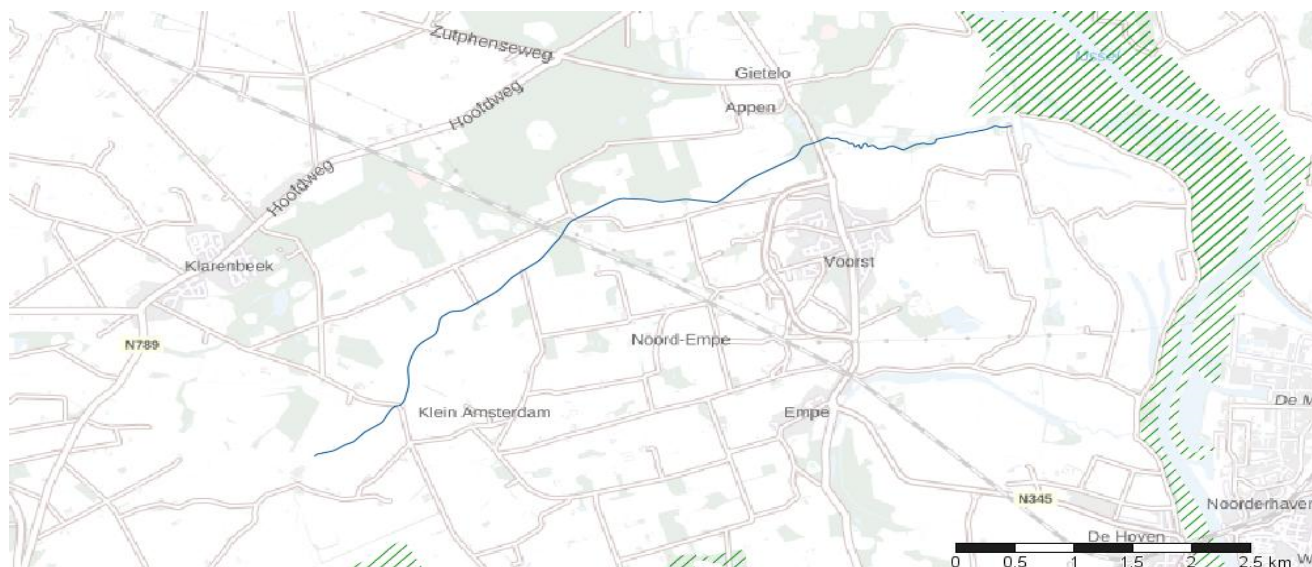 Zutphenseweg
IJssel
Gietelo
Hoofdweg
Appen
Hoofdweg
Klarenbeek
Voorst
N789
Noord-Empe
Klein Amsterdam
Empe
De M
N345
Noorderhaven
De Hoven
W
0 0.5 1 1.5 2 2.5 km